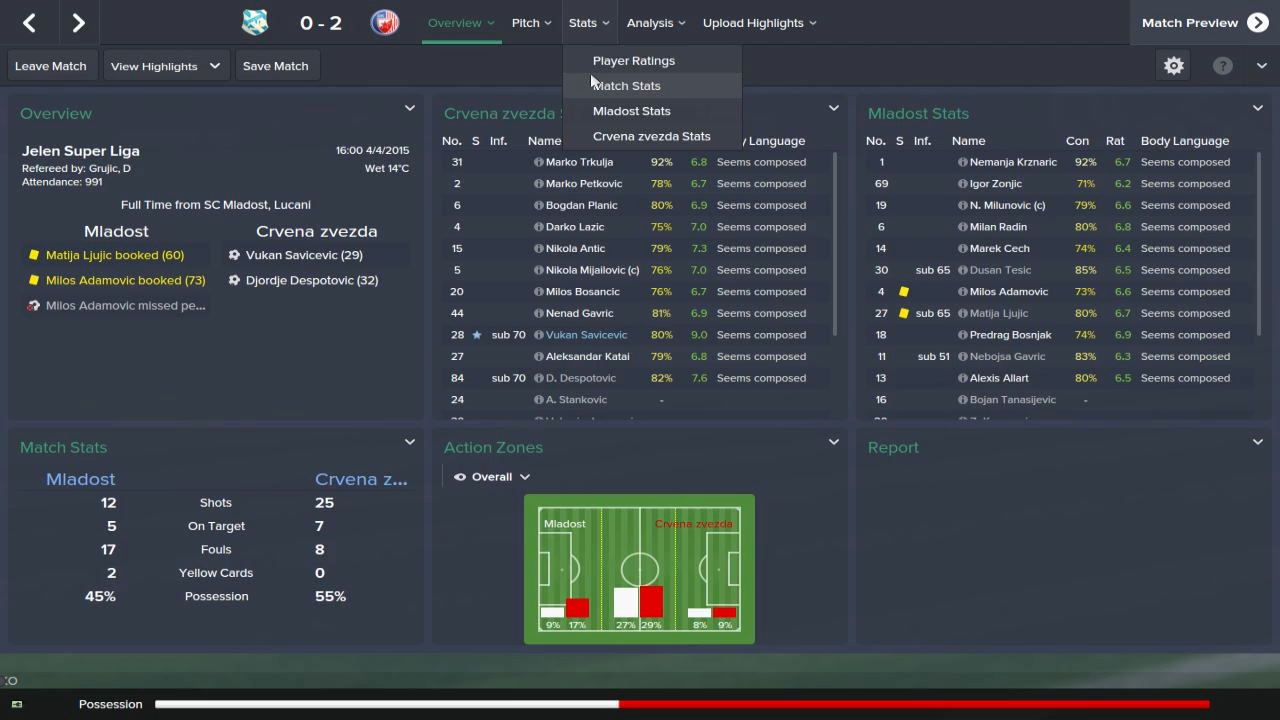 0 - 2
Overview
Pitch
Stats
Analysis
Upload Highlights
Match Preview
Leave Match
View Highlights
Save Match
?
Player Ratings
Match Stats
Mladost Stats
Crvena zvezda Stats
Overview
Jelen Super Liga 16:00 4/4/2015
Refereed by: Grujic, D Wet 14°C
Attendance: 991
Full Time from SC Mladost, Lucani
Mladost Crvena zvezda
Matija Ljujic booked (60) Vukan Savicevic (29)
Milos Adamovic booked (73) Djordje Despotovic (32)
Milos Adamovic missed pe...
Crvena zvezda
No. S Inf. Name Language
31 Marko Trkulja 92% 6.8 Seems composed
2 Marko Petkovic 78% 6.7 Seems composed
6 Bogdan Planic 80% 6.9 Seems composed
4 Darko Lazic 75% 7.0 Seems composed
15 Nikola Antic 79% 7.3 Seems composed
5 Nikola Mijailovic (c) 76% 7.0 Seems composed
20 Milos Bosancic 76% 6.7 Seems composed
44 Nenad Gavric 81% 6.9 Seems composed
28 sub 70 Vukan Savicevic 80% 9.0 Seems composed
27 Aleksandar Katai 79% 6.8 Seems composed
84 sub 70 D. Despotovic 82% 7.6 Seems composed
24 A. Stankovic -
Mladost Stats
No. S Inf. Name Con Rat Body Language
1 Nemanja Krznaric 92% 6.7 Seems composed
69 Igor Zonjic 71% 6.2 Seems composed
19 N. Milunovic (c) 79% 6.6 Seems composed
6 Milan Radin 80% 6.8 Seems composed
14 Marek Cech 74% 6.4 Seems composed
30 sub 65 Dusan Tesic 85% 6.5 Seems composed
4 Milos Adamovic 73% 6.6 Seems composed
27 sub 65 Matija Ljujic 80% 6.7 Seems composed
18 Predrag Bosnjak 74% 6.9 Seems composed
11 sub 51 Nebojsa Gavric 83% 6.3 Seems composed
13 Alexis Allart 80% 6.5 Seems composed
16 Bojan Tanasijevic -
Match Stats
Mladost Crvena z...
12 Shots 25
5 On Target 7
17 Fouls 8
2 Yellow Cards 0
45% Possession 55%
Action Zones
Overall
Mladost Crvena zvezda
9% 17% 27% 29% 8% 9%
Report
Possession